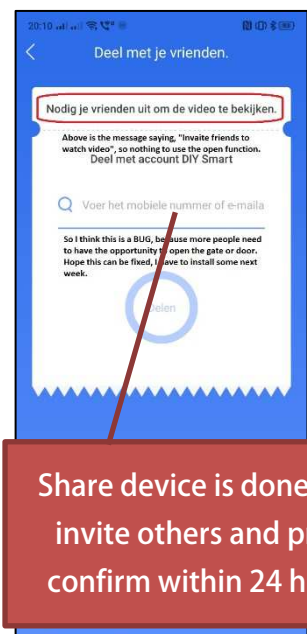 20:10
Deel met je vrienden.
Nodig je vrienden uit om de video te bekijken.
Above is the message saying, "Invaite friends to
watch video", so nothing to use the open function.
Deel met account DIY Smart
Voer het mobiele nummer of e-maila
So I think this is a BUG, because more people need
to have the opportunity to open the gate or door.
Hope this can be fixed, I have to install some next
week.
Delen
Share device is done
invite others and p
confirm within 24 h